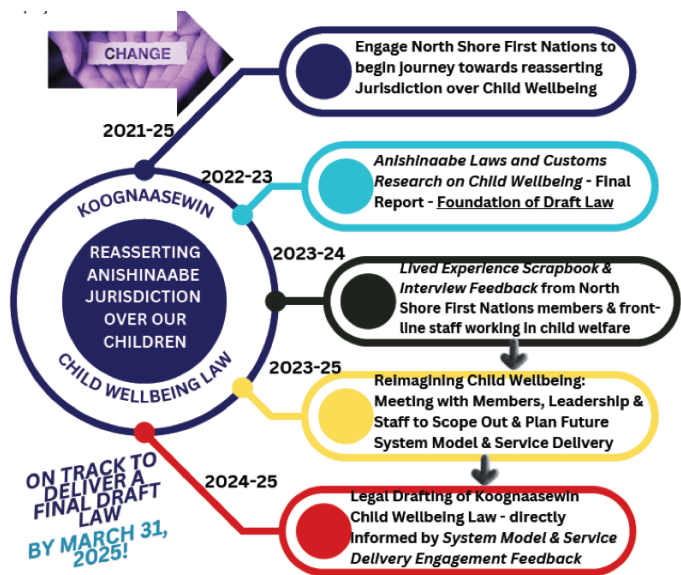 CHANGE
Engage North Shore First Nations to
begin journey towards reasserting
Jurisdiction over Child Wellbeing
2021-25
2022-23
Anishinaabe Laws and Customs
Research on Child Wellbeing - Final
Report - Foundation of Draft Law
KOOGNAASEWIN
REASSERTING
ANISHINAABE
JURISDICTION
OVER OUR
CHILDREN
CHILD WELLBEING LAW
2023-24
Lived Experience Scrapbook &
Interview Feedback from North
Shore First Nations members & front-
line staff working in child welfare
2023-25
Reimagining Child Wellbeing:
Meeting with Members, Leadership &
Staff to Scope Out & Plan Future
System Model & Service Delivery
2024-25
Legal Drafting of Koognaasewin
Child Wellbeing Law - directly
informed by System Model & Service
Delivery Engagement Feedback
ON TRACK TO
DELIVER A
FINAL DRAFT
LAW
BY MARCH 31,
2025!